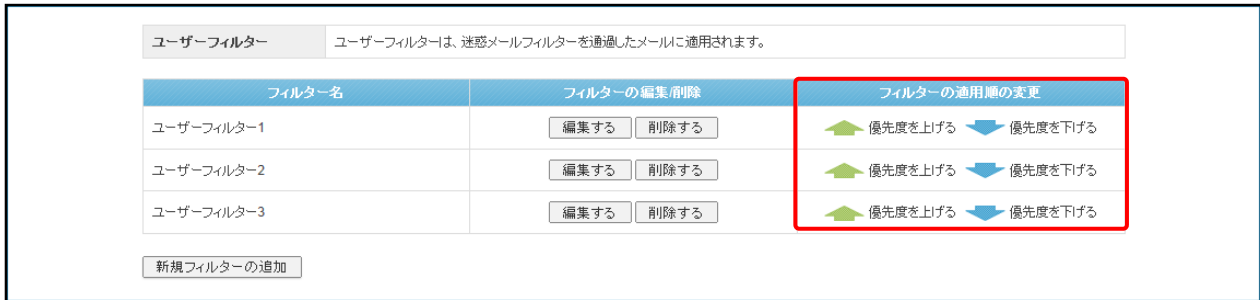 ユーザーフィルター ユーザーフィルターは、迷惑メールフィルターを通過したメールに適用されます。
フィルター名 フィルターの編集/削除 フィルターの適用順の変更
ユーザーフィルター1 編集する 削除する 優先度を上げる 優先度を下げる
ユーザーフィルター2 編集する 削除する 優先度を上げる 優先度を下げる
ユーザーフィルター3 編集する 削除する 優先度を上げる 優先度を下げる
新規フィルターの追加